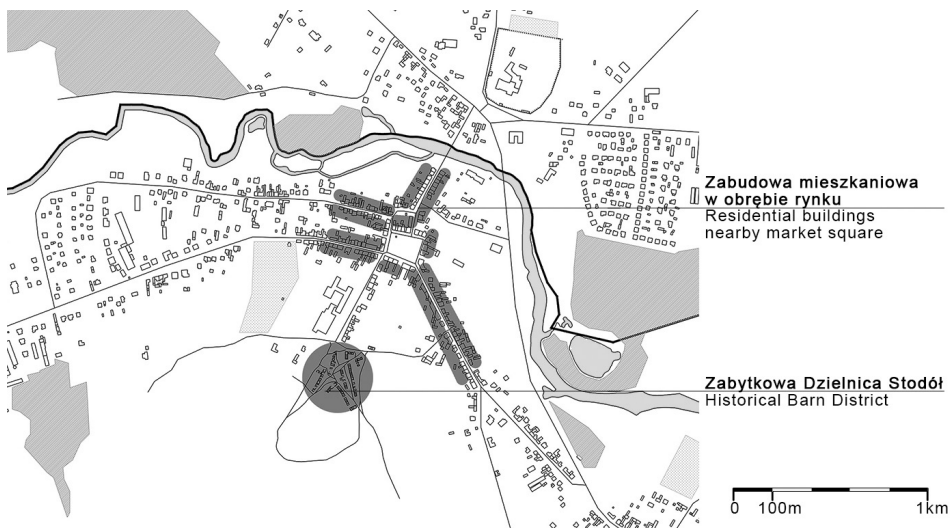 Zabudowa mieszkaniowa
w obrębie rynku
Residential buildings
nearby market square
Zabytkowa Dzielnica Stodół
Historical Barn District
0 100m 1km